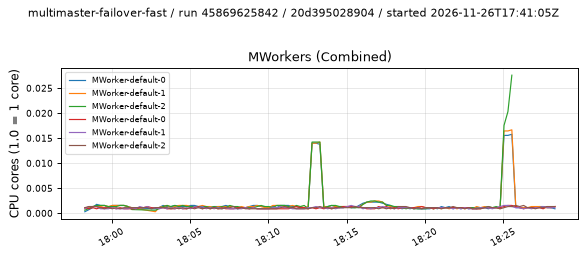 multimaster-failover-fast / run 45869625842 / 20d395028904 / started 2026-11-26T17:41:05Z
MWorkers (Combined)
CPU cores (1.0 = 1 core)
0.025
0.020
0.015
0.010
0.005
0.000
MWorker-default-0
MWorker-default-1
MWorker-default-2
MWorker-default-0
MWorker-default-1
MWorker-default-2
18:00
18:05
18:10
18:15
18:20
18:25